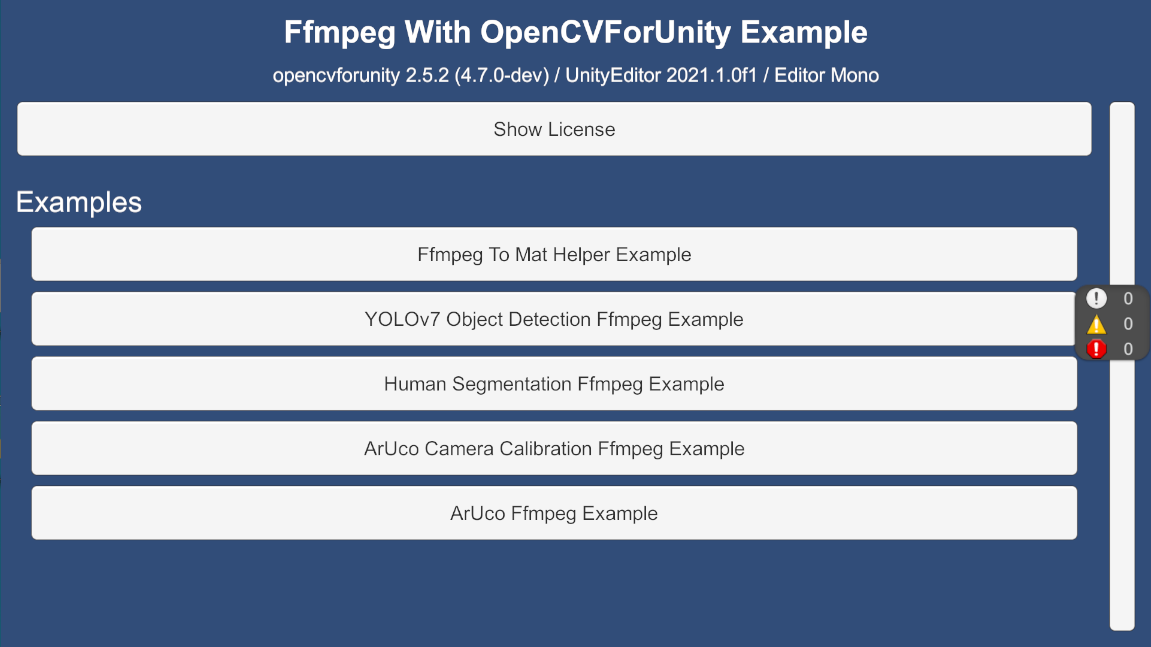 Ffmpeg With OpenCVForUnity Example
opencvforunity 2.5.2 (4.7.0-dev) / UnityEditor 2021.1.0f1 / Editor Mono
Show License
Examples
Ffmpeg To Mat Helper Example
YOLOv7 Object Detection Ffmpeg Example
Human Segmentation Ffmpeg Example
ArUco Camera Calibration Ffmpeg Example
ArUco Ffmpeg Example
! 0
! 0
! 0